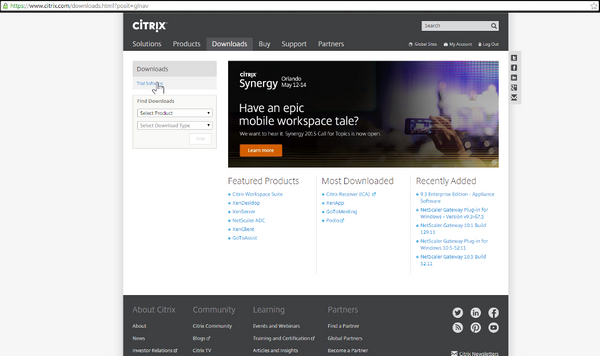 https://www.citrix.com/downloads.html?posit=glnav
CITRIX
Search
Solutions Products Downloads Buy Support Partners
Global Sites My Account Log Out
Downloads
Trial Software
Find Downloads
Select Product
Select Download Type
CITRIX
Synergy
Orlando
May 12-14
Have an epic
mobile workspace tale?
We want to hear it. Synergy 2015 Call for Topics is now open.
Learn more
Featured Products
Citrix Workspace Suite
XenDesktop
XenServer
NetScaler ADC
XenClient
GoToAssist
Most Downloaded
Citrix Receiver (ICA)
XenApp
GoToMeeting
Podio
Recently Added
9.3 Enterprise Edition : Appliance
Software
NetScaler Gateway Plug-in for
Windows - Version v9.3-67.2
NetScaler Gateway 10.1 Build
129.11
NetScaler Gateway Plug-in for
Windows 10.5-52.11
NetScaler Gateway 10.5 Build
52.11
About Citrix
About
News
Investor Relations
Community
Citrix Community
Blogs
Citrix TV
Learning
Events and Webinars
Training and Certification
Articles and Insights
Partners
Find a Partner
Global Partners
Become a Partner
Citrix Newsletters